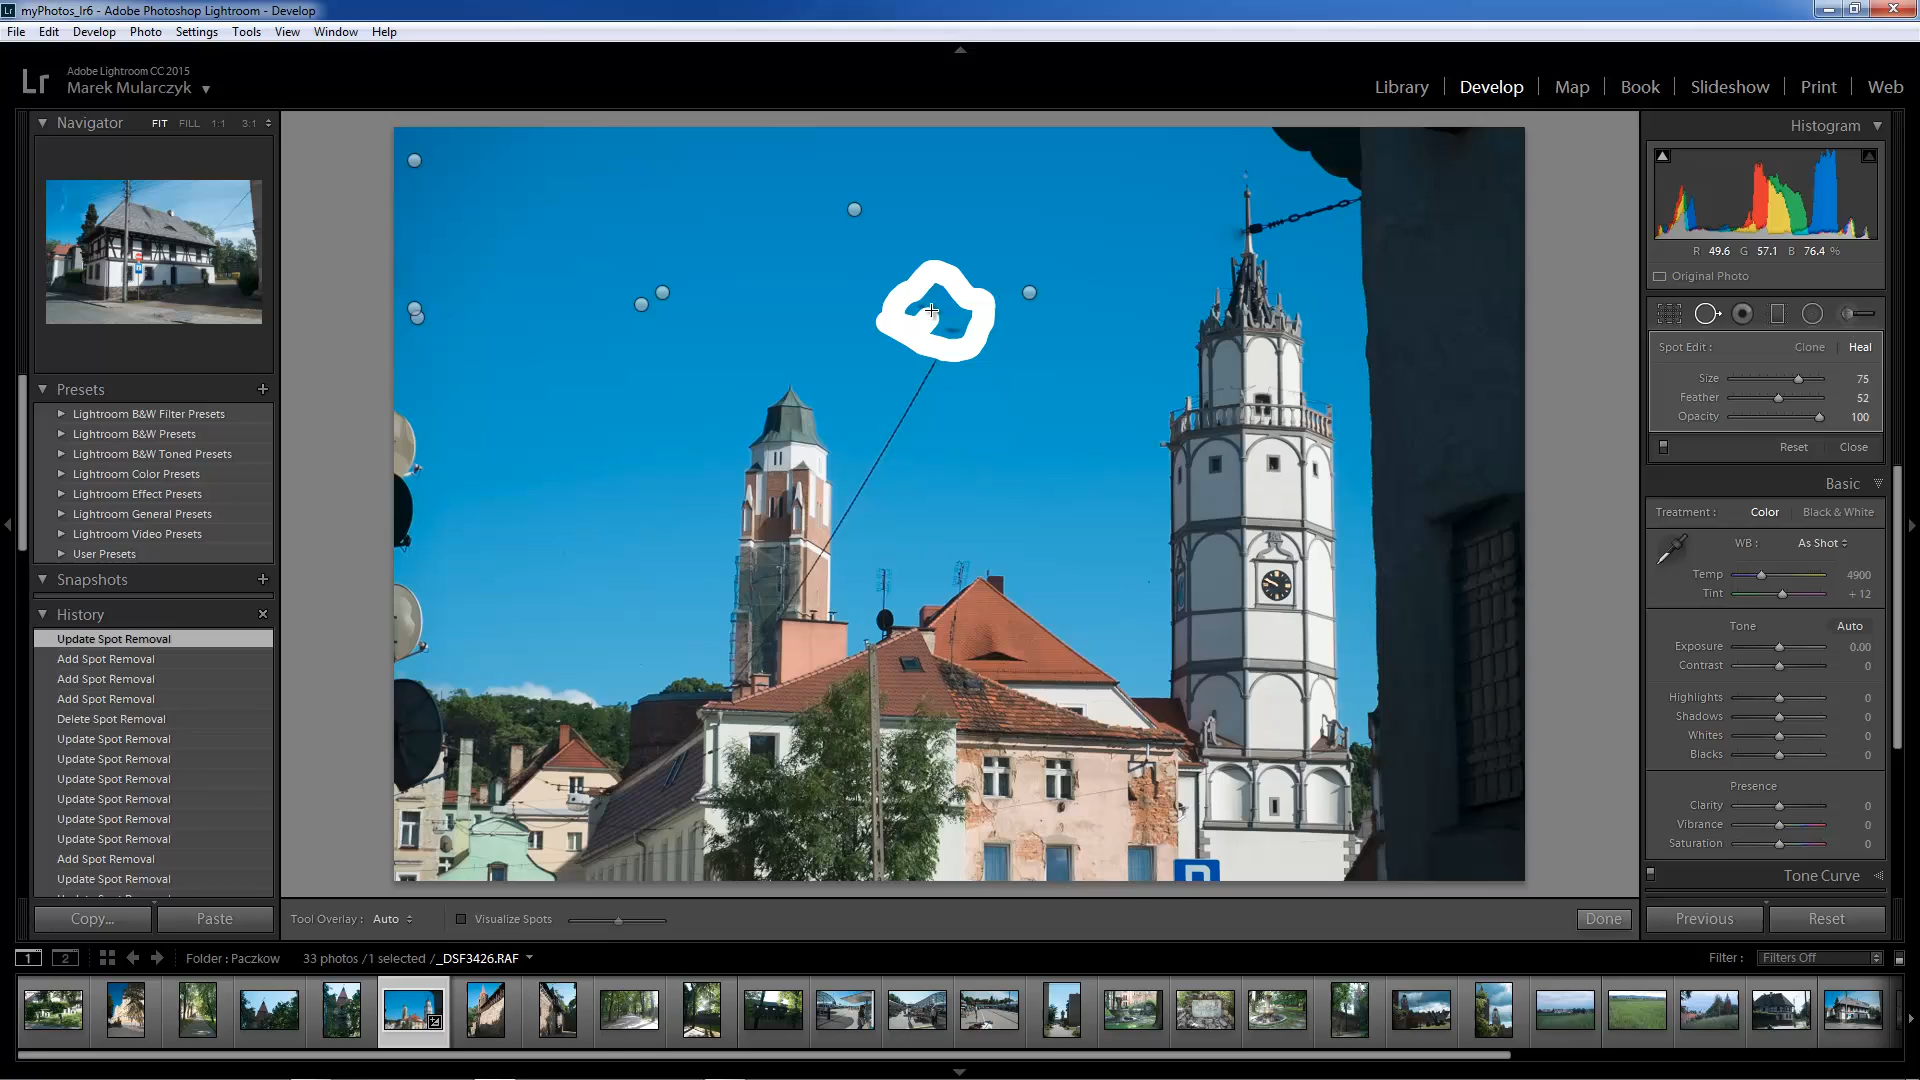 Lr myPhotos_lr6 - Adobe Photoshop Lightroom - Develop
File Edit Develop Photo Settings Tools View Window Help
Lr
Adobe Lightroom CC 2015
Marek Mularczyk
Library Develop Map Book Slideshow Print Web
Navigator FIT FILL 1:1 3:1
Presets
Lightroom B&W Filter Presets
Lightroom B&W Presets
Lightroom B&W Toned Presets
Lightroom Color Presets
Lightroom Effect Presets
Lightroom General Presets
Lightroom Video Presets
User Presets
Snapshots
History
Update Spot Removal
Add Spot Removal
Add Spot Removal
Add Spot Removal
Delete Spot Removal
Update Spot Removal
Update Spot Removal
Update Spot Removal
Update Spot Removal
Update Spot Removal
Update Spot Removal
Add Spot Removal
Update Spot Removal
Copy... Paste
Tool Overlay : Auto Visualize Spots Done
Histogram
R 49.6 G 57.1 B 76.4 %
Original Photo
Spot Edit : Clone Heal
Size 75
Feather 52
Opacity 100
Reset Close
Basic
Treatment : Color Black & White
WB : As Shot
Temp 4900
Tint + 12
Tone Auto
Exposure 0.00
Contrast 0
Highlights 0
Shadows 0
Whites 0
Blacks 0
Presence
Clarity 0
Vibrance 0
Saturation 0
Tone Curve
Previous Reset
1 2 Folder : Paczkow 33 photos /1 selected /_DSF3426.RAF Filter : Filters Off